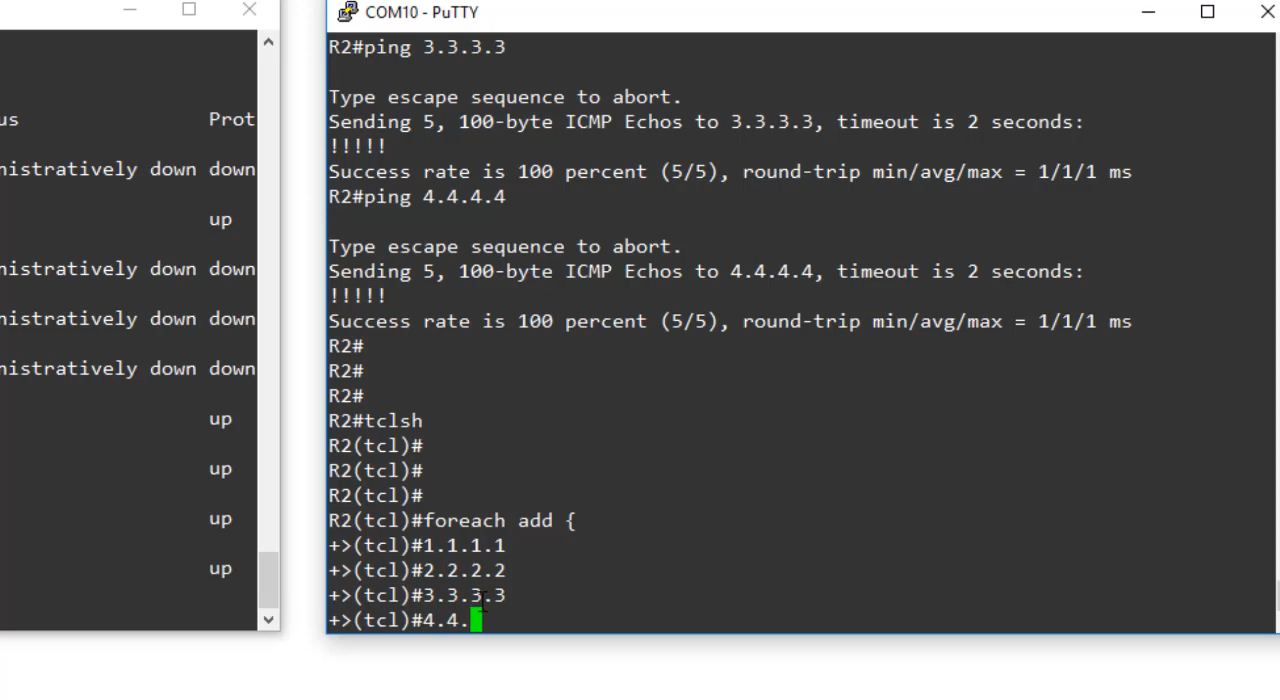 us Prot
nistratively down down
up
nistratively down down
nistratively down down
nistratively down down
up
up
up
up
COM10 - PuTTY
R2#ping 3.3.3.3
Type escape sequence to abort.
Sending 5, 100-byte ICMP Echos to 3.3.3.3, timeout is 2 seconds:
!!!!!
Success rate is 100 percent (5/5), round-trip min/avg/max = 1/1/1 ms
R2#ping 4.4.4.4
Type escape sequence to abort.
Sending 5, 100-byte ICMP Echos to 4.4.4.4, timeout is 2 seconds:
!!!!!
Success rate is 100 percent (5/5), round-trip min/avg/max = 1/1/1 ms
R2#
R2#
R2#
R2#tclsh
R2(tcl)#
R2(tcl)#
R2(tcl)#
R2(tcl)#foreach add {
+>(tcl)#1.1.1.1
+>(tcl)#2.2.2.2
+>(tcl)#3.3.3.3
+>(tcl)#4.4.